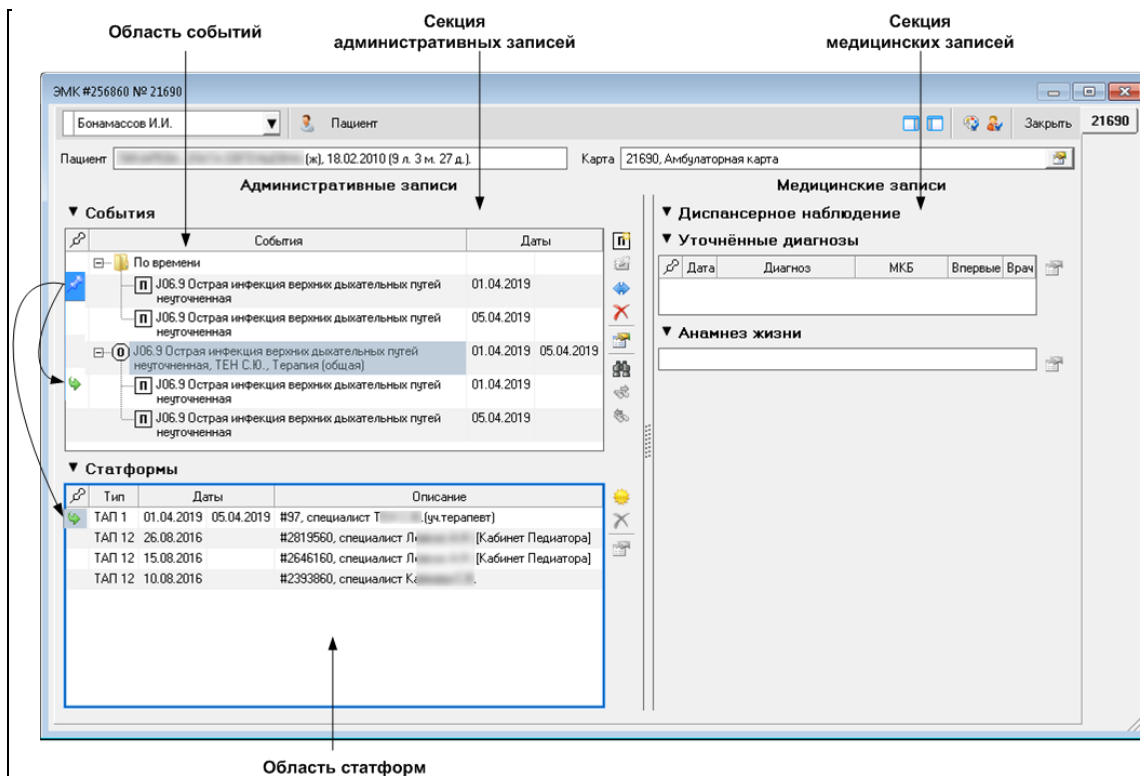 Область событий
Секция
административных записей
Секция
медицинских записей
ЭМК #256860 № 21690
Бонамассов И.И.
Пациент
Закрыть
21690
Пациент
(ж), 18.02.2010 (9 л. 3 м. 27 д.).
Карта
21690, Амбулаторная карта
Административные записи
Медицинские записи
События
События Даты
П
По времени
П J06.9 Острая инфекция верхних дыхательных путей 01.04.2019
неуточненная
П J06.9 Острая инфекция верхних дыхательных путей 05.04.2019
неуточненная
О J06.9 Острая инфекция верхних дыхательных путей 01.04.2019 05.04.2019
неуточненная, ТЕН С.Ю., Терапия (общая)
П J06.9 Острая инфекция верхних дыхательных путей 01.04.2019
неуточненная
П J06.9 Острая инфекция верхних дыхательных путей 05.04.2019
неуточненная
Диспансерное наблюдение
Уточнённые диагнозы
Дата Диагноз МКБ Впервые Врач
Анамнез жизни
Статформы
Тип Даты Описание
ТАП 1 01.04.2019 05.04.2019 #97, специалист Т .(уч.терапевт)
ТАП 12 26.08.2016 #2819560, специалист Л [Кабинет Педиатора]
ТАП 12 15.08.2016 #2646160, специалист Л [Кабинет Педиатора]
ТАП 12 10.08.2016 #2393860, специалист Ка .
Область статформ